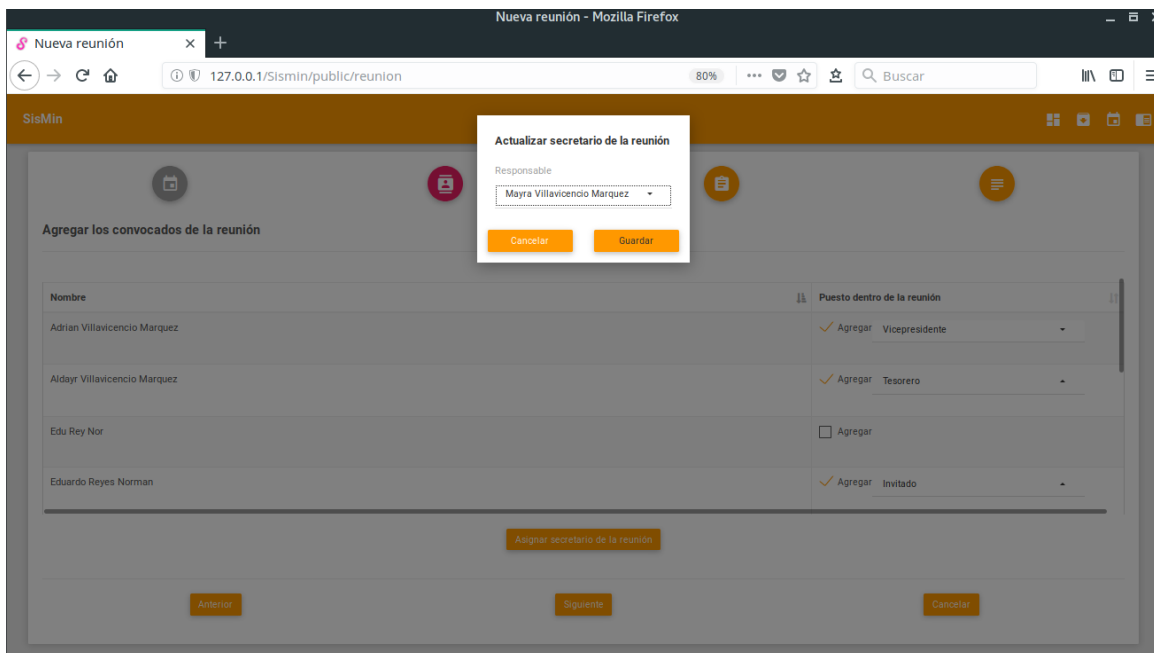 Nueva reunión - Mozilla Firefox
Nueva reunión
127.0.0.1/Sismin/public/reunion
80%
Buscar
SisMin
Actualizar secretario de la reunión
Responsable
Mayra Villavicencio Marquez
Cancelar
Guardar
Agregar los convocados de la reunión
Nombre
Puesto dentro de la reunión
Adrian Villavicencio Marquez
Agregar
Vicepresidente
Aldayr Villavicencio Marquez
Agregar
Tesorero
Edu Rey Nor
Agregar
Eduardo Reyes Norman
Agregar
Invitado
Asignar secretario de la reunión
Anterior
Siguiente
Cancelar